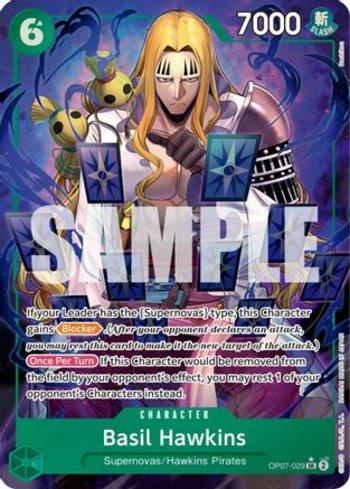 6
7000
斬
SLASH
SAMPLE
If your Leader has the {Supernovas} type, this Character
gains Blocker. (After your opponent declares an attack,
you may rest this card to make it the new target of the attack.)
Once Per Turn If this Character would be removed from
the field by your opponent's effect, you may rest 1 of your
opponent's Characters instead.
CHARACTER
Basil Hawkins
Supernovas/Hawkins Pirates
OP07-029 SR 2